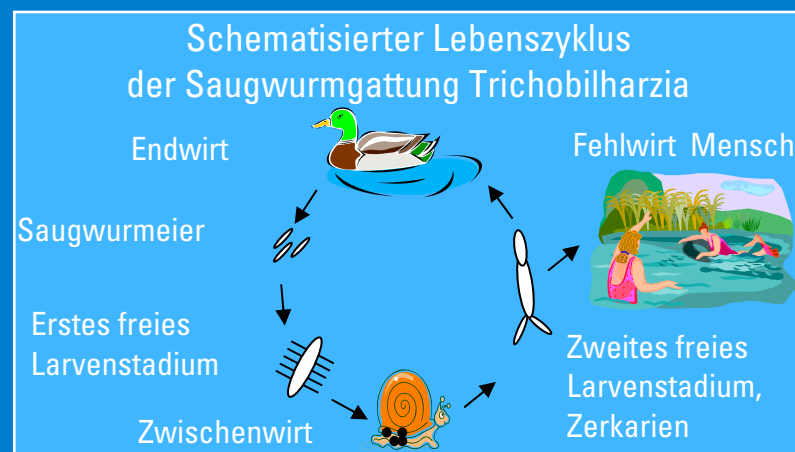 Schematisierter Lebenszyklus
der Saugwurmgattung Trichobilharzia
Endwirt
Fehlwirt Mensch
Saugwurmeier
Erstes freies
Larvenstadium
Zweites freies
Larvenstadium,
Zerkarien
Zwischenwirt